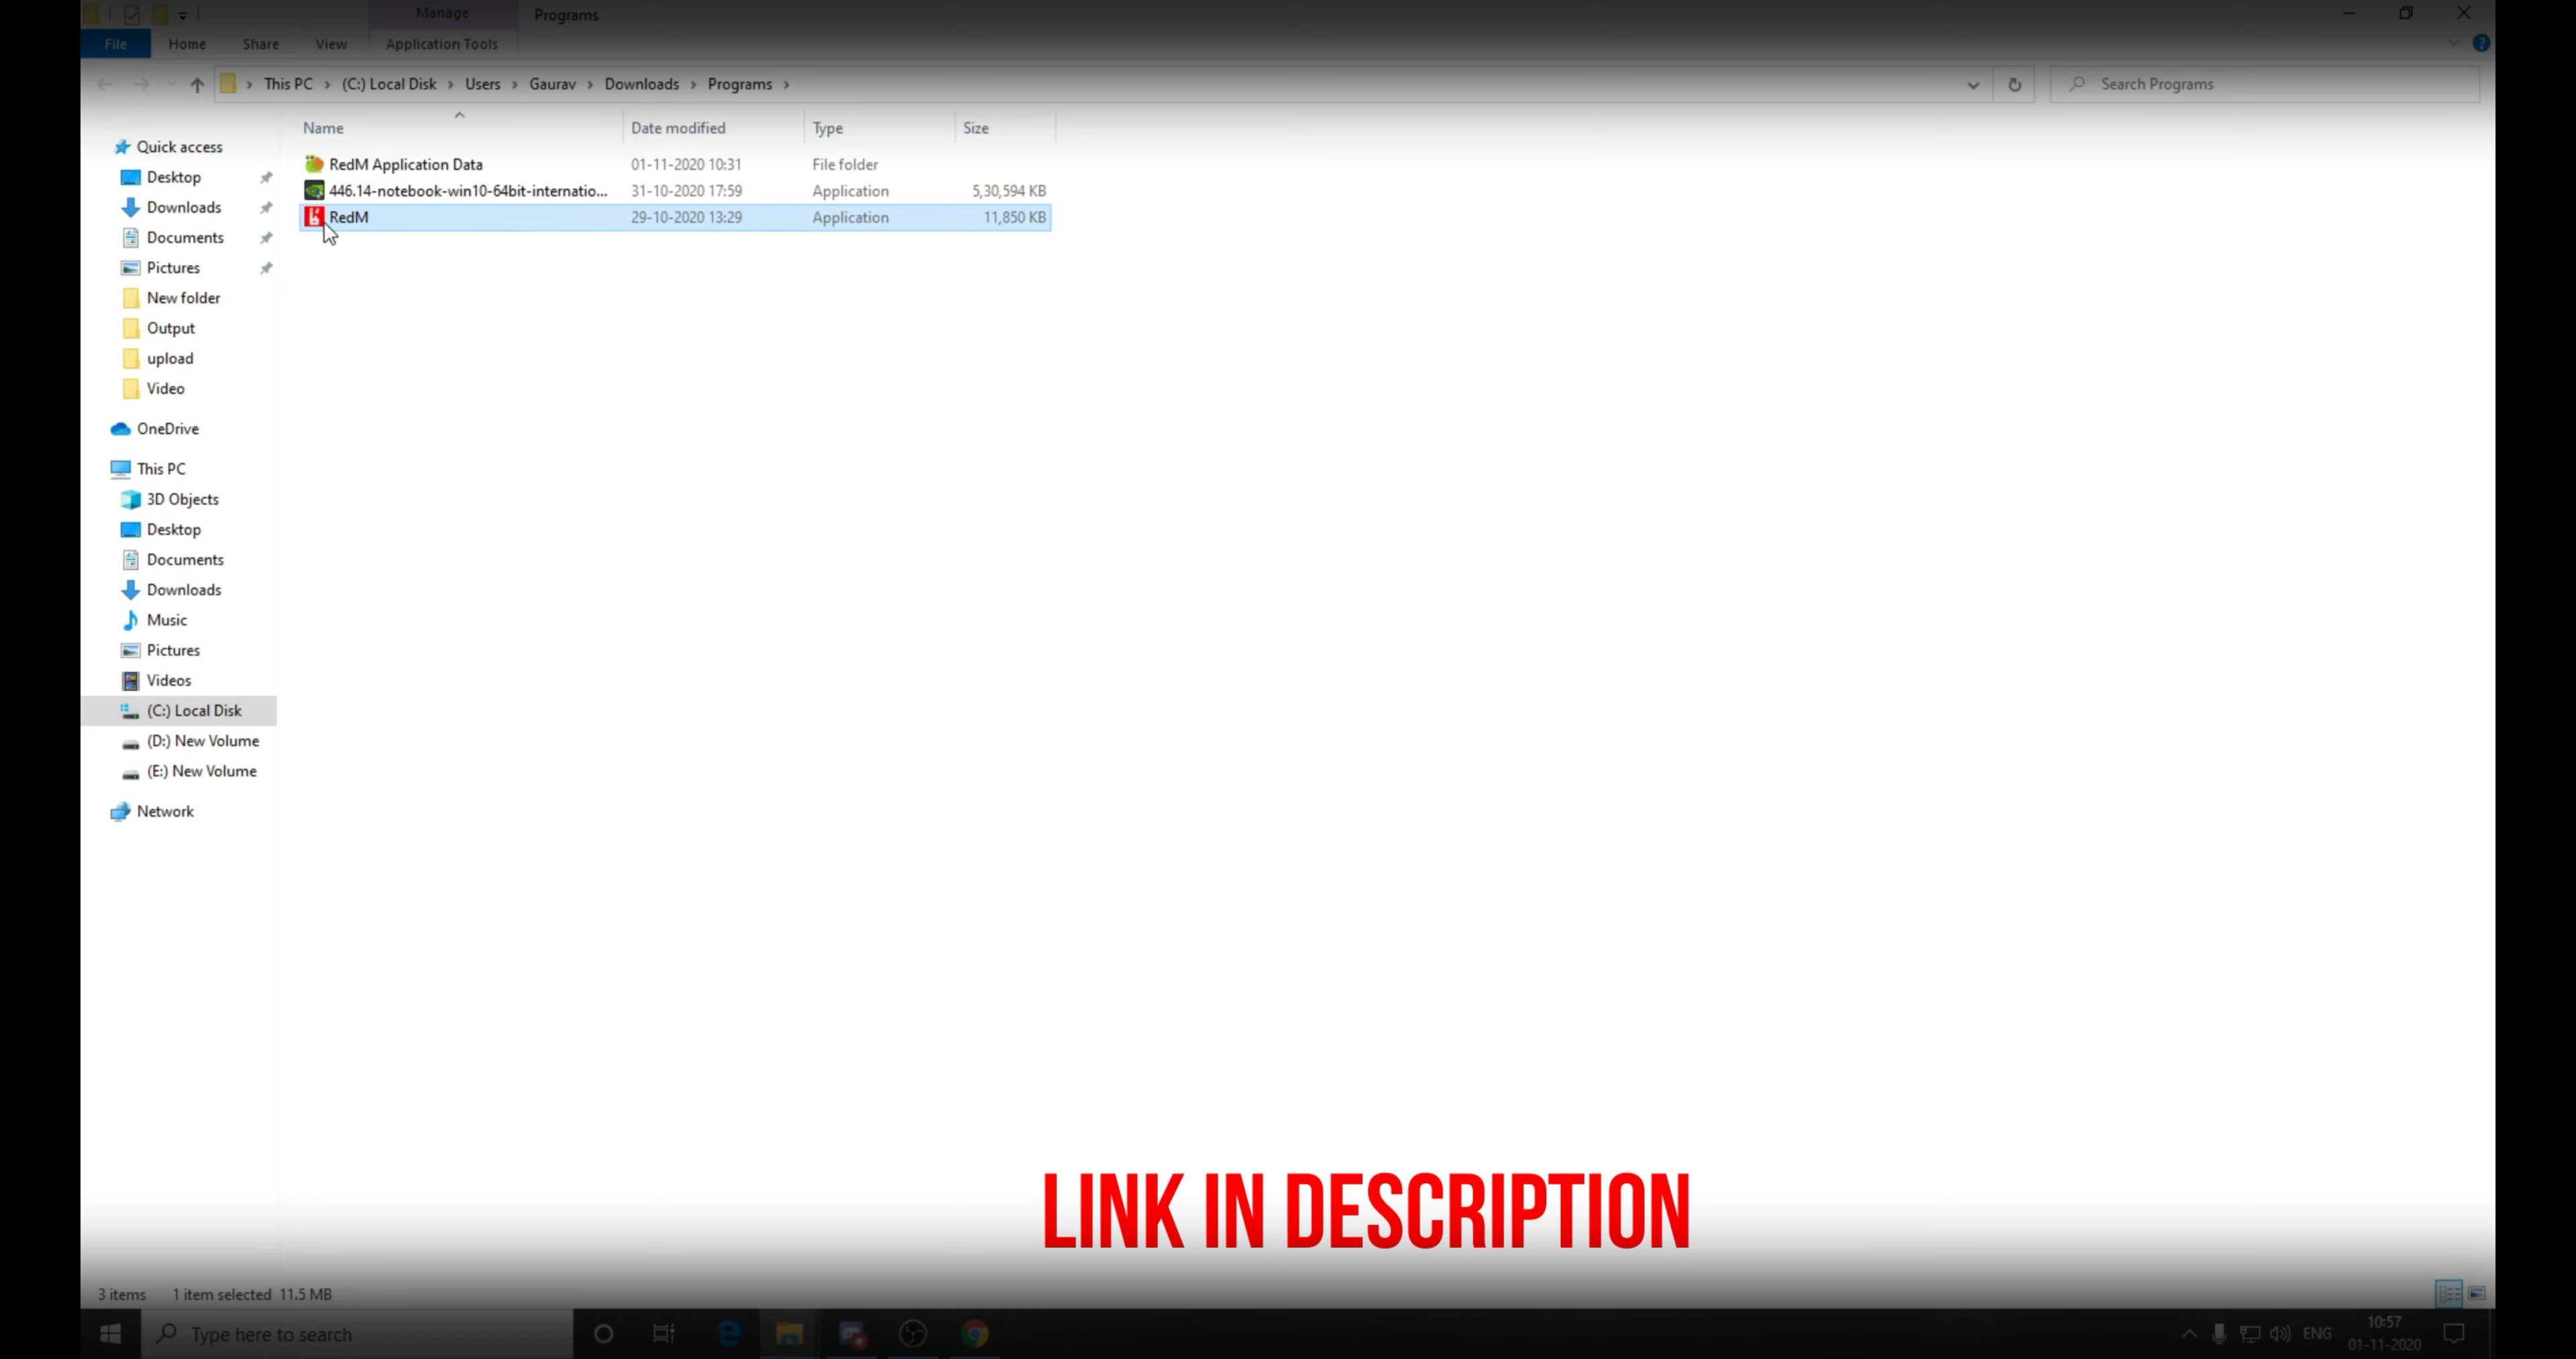 Manage Programs
File Home Share View Application Tools
This PC (C:) Local Disk Users Gaurav Downloads Programs Search Programs
Name Date modified Type Size
Quick access
Desktop
Downloads
Documents
Pictures
New folder
Output
upload
Video
OneDrive
This PC
3D Objects
Desktop
Documents
Downloads
Music
Pictures
Videos
(C:) Local Disk
(D:) New Volume
(E:) New Volume
Network
RedM Application Data 01-11-2020 10:31 File folder
446.14-notebook-win10-64bit-internatio... 31-10-2020 17:59 Application 5,30,594 KB
RedM 29-10-2020 13:29 Application 11,850 KB
LINK IN DESCRIPTION
3 items 1 item selected 11.5 MB
Type here to search
ENG
10:57
01-11-2020